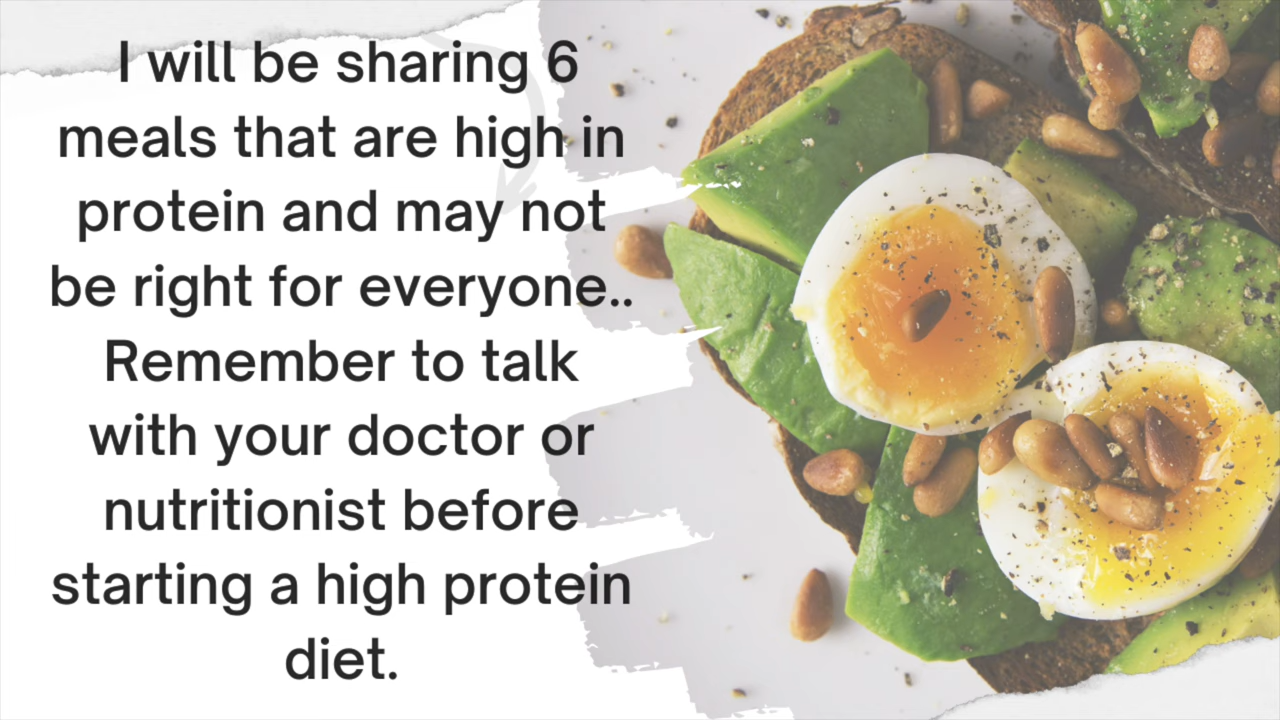 I will be sharing 6
meals that are high in
protein and may not
be right for everyone..
Remember to talk
with your doctor or
nutritionist before
starting a high protein
diet.